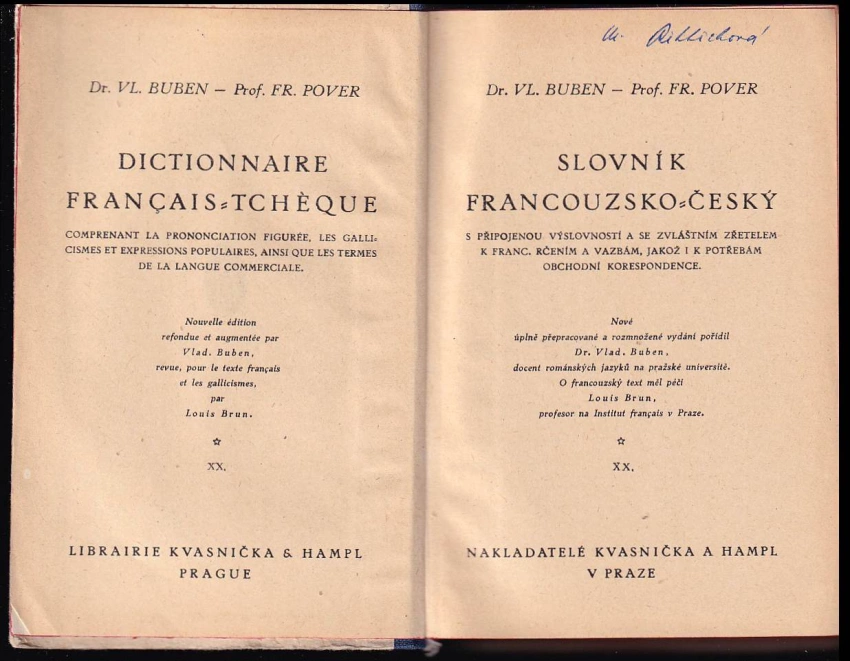 Dr. VL. BUBEN — Prof. FR. POVER
DICTIONNAIRE
FRANÇAIS=TCHÈQUE
COMPRENANT LA PRONONCIATION FIGURÉE, LES GALLI=
CISMES ET EXPRESSIONS POPULAIRES, AINSI QUE LES TERMES
DE LA LANGUE COMMERCIALE.
Nouvelle édition
refondue et augmentée par
Vlad. Buben,
revue, pour le texte français
et les gallicismes,
par
Louis Brun.
☆
XX.
LIBRAIRIE KVASNIČKA & HAMPL
PRAGUE
Dr. VL. BUBEN — Prof. FR. POVER
SLOVNÍK
FRANCOUZSKO=ČESKÝ
S PŘIPOJENOU VÝSLOVNOSTÍ A SE ZVLÁŠTNÍM ZŘETELEM
K FRANC. RČENÍM A VAZBÁM, JAKOŽ I K POTŘEBÁM
OBCHODNÍ KORESPONDENCE.
Nové
úplně přepracované a rozmnožené vydání pořídil
Dr. Vlad. Buben,
docent románských jazyků na pražské universitě.
O francouzský text měl péči
Louis Brun,
profesor na Institut français v Praze.
☆
XX.
NAKLADATELÉ KVASNIČKA A HAMPL
V PRAZE